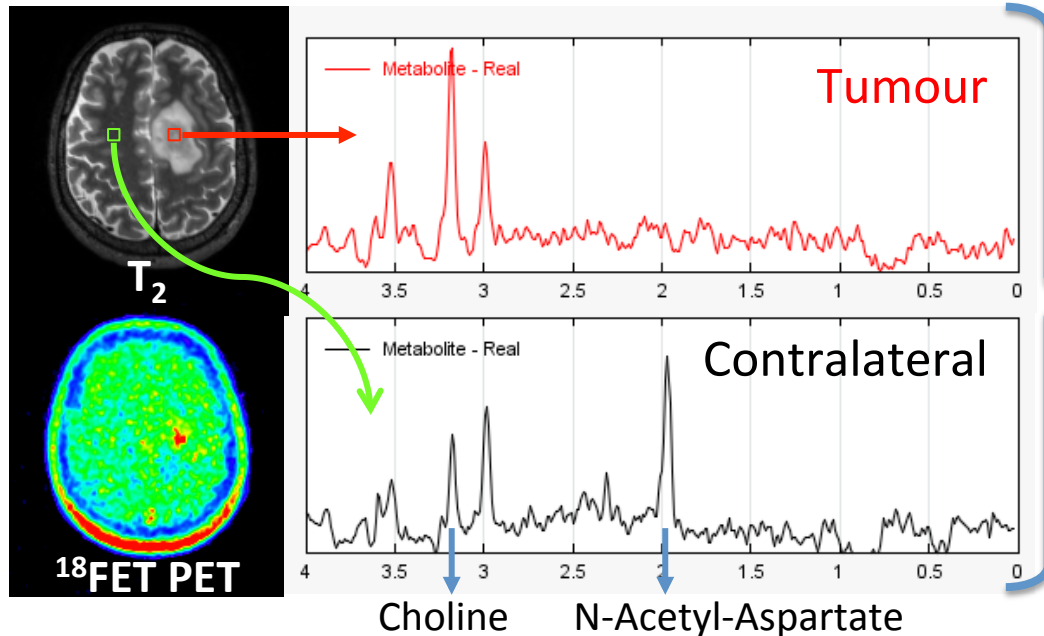 Metabolite - Real
Tumour
T₂
4 3.5 3 2.5 2 1.5 1 0.5 0
Metabolite - Real
Contralateral
¹⁸FET PET
4 3.5 3 2.5 2 1.5 1 0.5 0
Choline
N-Acetyl-Aspartate